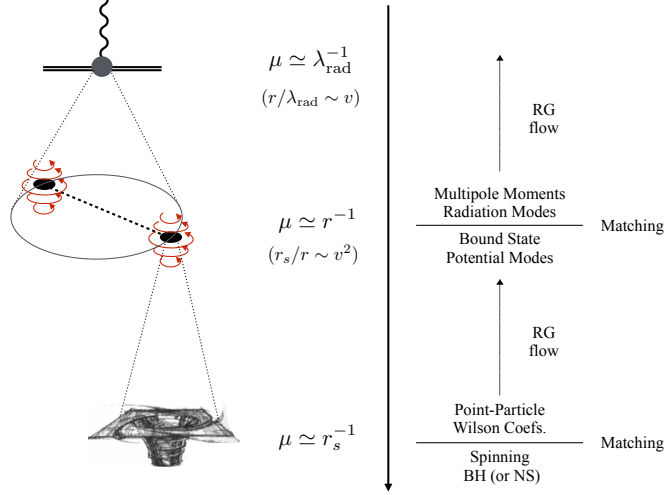 μ ≃ λ_rad^{-1}
(r/λ_rad ∼ v)
RG
flow
Multipole Moments
Radiation Modes
μ ≃ r^{-1}
Matching
(r_s/r ∼ v^2)
Bound State
Potential Modes
RG
flow
Point-Particle
Wilson Coefs.
μ ≃ r_s^{-1}
Matching
Spinning
BH (or NS)